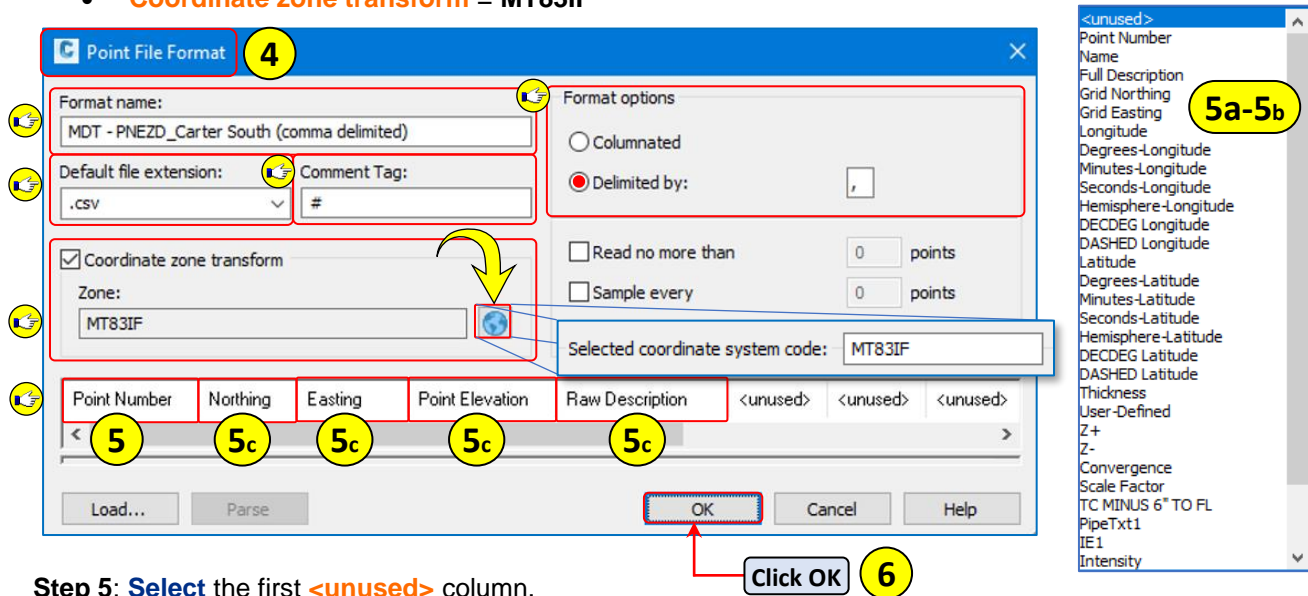 • Coordinate zone transform = MT83IF
Point File Format 4
Format name:
MDT - PNEZD_Carter South (comma delimited)
Default file extension:
.csv
Comment Tag:
#
Format options
Columnated
Delimited by: ,
Coordinate zone transform
Zone:
MT83IF
Read no more than 0 points
Sample every 0 points
Selected coordinate system code: MT83IF
Point Number Northing Easting Point Elevation Raw Description <unused> <unused> <unused>
5 5c 5c 5c 5c
Load... Parse OK Cancel Help
Click OK 6
Step 5: Select the first <unused> column.
<unused>
Point Number
Name
Full Description
Grid Northing
Grid Easting
5a-5b
Longitude
Degrees-Longitude
Minutes-Longitude
Seconds-Longitude
Hemisphere-Longitude
DECDEG Longitude
DASHED Longitude
Latitude
Degrees-Latitude
Minutes-Latitude
Seconds-Latitude
Hemisphere-Latitude
DECDEG Latitude
DASHED Latitude
Thickness
User-Defined
Z+
Z-
Convergence
Scale Factor
TC MINUS 6" TO FL
PipeTxt1
IE1
Intensity